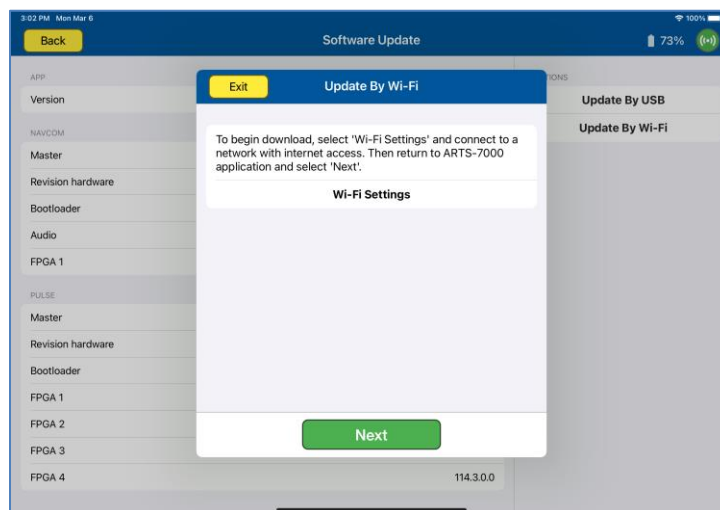 3:02 PM Mon Mar 6
100%
Back
Software Update
73%
APP
Version
NAVCOM
Master
Revision hardware
Bootloader
Audio
FPGA 1
PULSE
Master
Revision hardware
Bootloader
FPGA 1
FPGA 2
FPGA 3
FPGA 4
114.3.0.0
Exit
Update By Wi-Fi
To begin download, select 'Wi-Fi Settings' and connect to a
network with internet access. Then return to ARTS-7000
application and select 'Next'.
Wi-Fi Settings
Next
Update By USB
Update By Wi-Fi